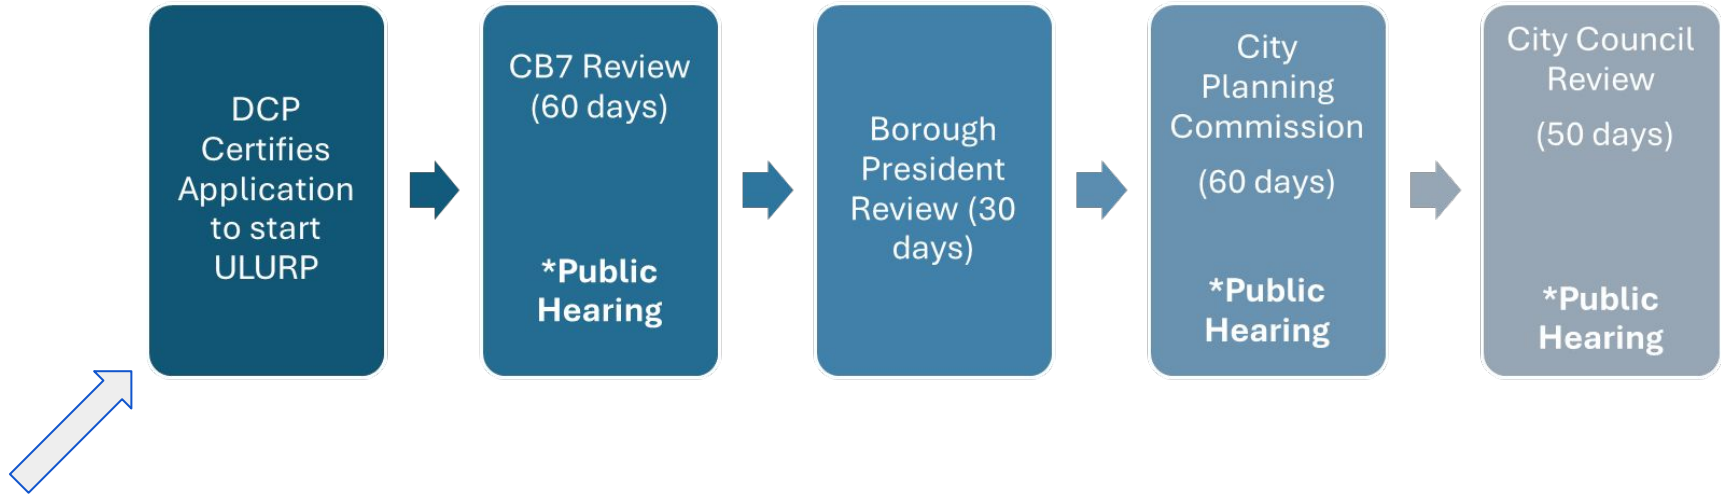 DCP
Certifies
Application
to start
ULURP
CB7 Review
(60 days)
*Public
Hearing
Borough
President
Review (30
days)
City
Planning
Commission
(60 days)
*Public
Hearing
City Council
Review
(50 days)
*Public
Hearing